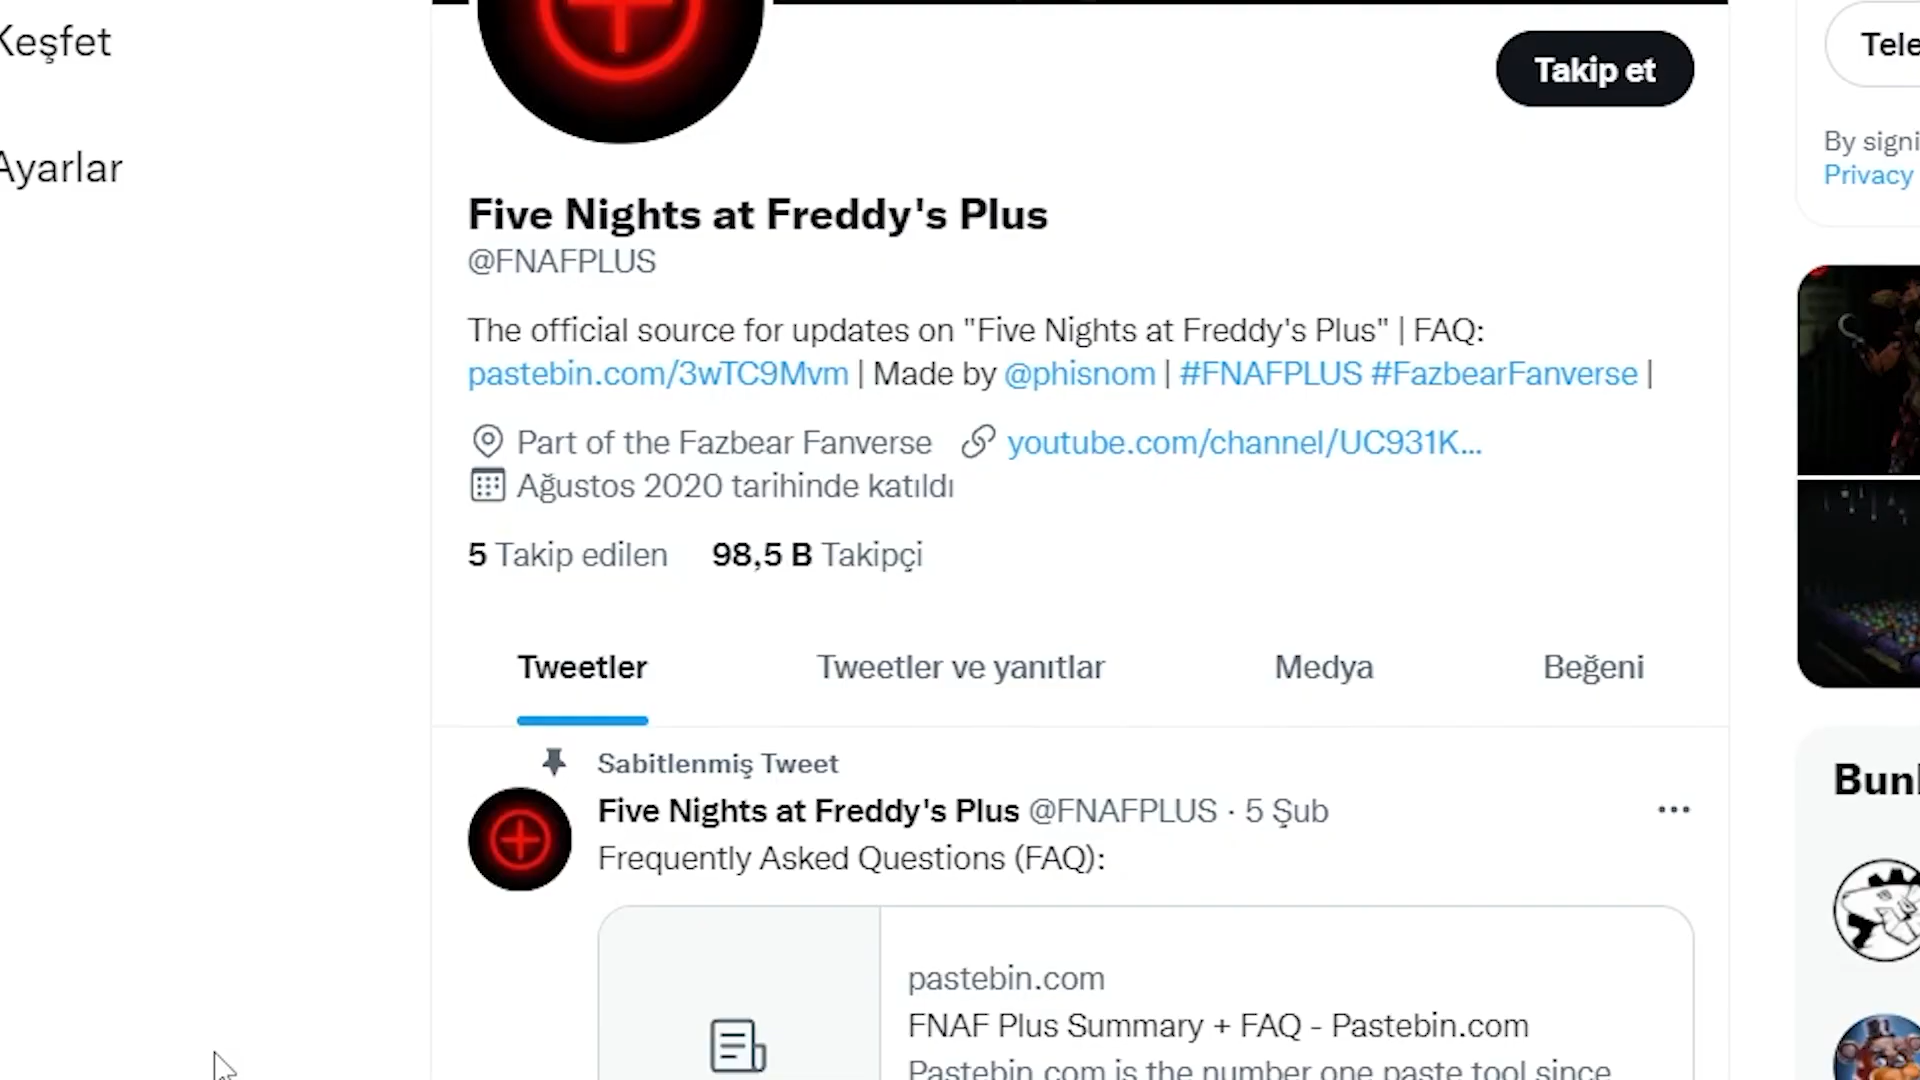 Keşfet
Ayarlar
Takip et
Five Nights at Freddy's Plus
@FNAFPLUS
The official source for updates on "Five Nights at Freddy's Plus" | FAQ:
pastebin.com/3wTC9Mvm | Made by @phisnom | #FNAFPLUS #FazbearFanverse |
Part of the Fazbear Fanverse youtube.com/channel/UC931K...
Ağustos 2020 tarihinde katıldı
5 Takip edilen 98,5 B Takipçi
Tweetler Tweetler ve yanıtlar Medya Beğeni
Sabitlenmiş Tweet
Five Nights at Freddy's Plus @FNAFPLUS · 5 Şub
Frequently Asked Questions (FAQ):
pastebin.com
FNAF Plus Summary + FAQ - Pastebin.com
Pastebin.com is the number one paste tool since
Tele
By signi
Privacy
Bunl